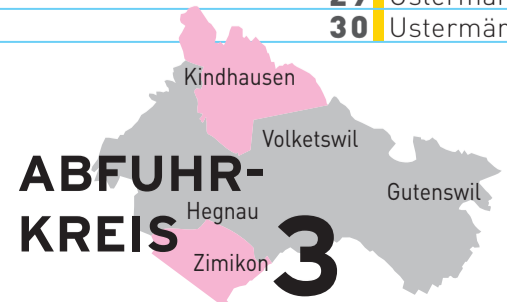 30 Ustermär
Kindhausen
Volketswil
ABFUHR-
Gutenswil
KREIS
Hegnau
3
Zimikon